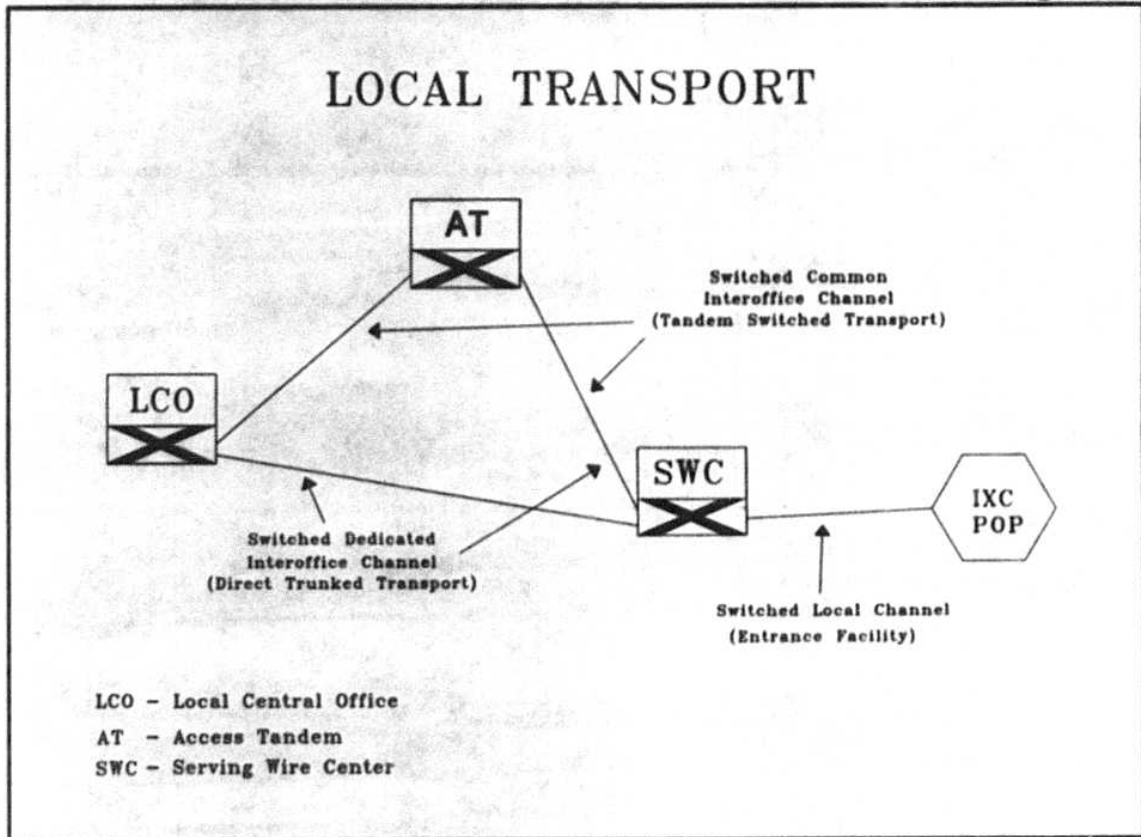 LOCAL TRANSPORT
AT
Switched Common
Interoffice Channel
(Tandem Switched Transport)
LCO
SWC
IXC
POP
Switched Dedicated
Interoffice Channel
(Direct Trunked Transport)
Switched Local Channel
(Entrance Facility)
LCO – Local Central Office
AT – Access Tandem
SWC – Serving Wire Center